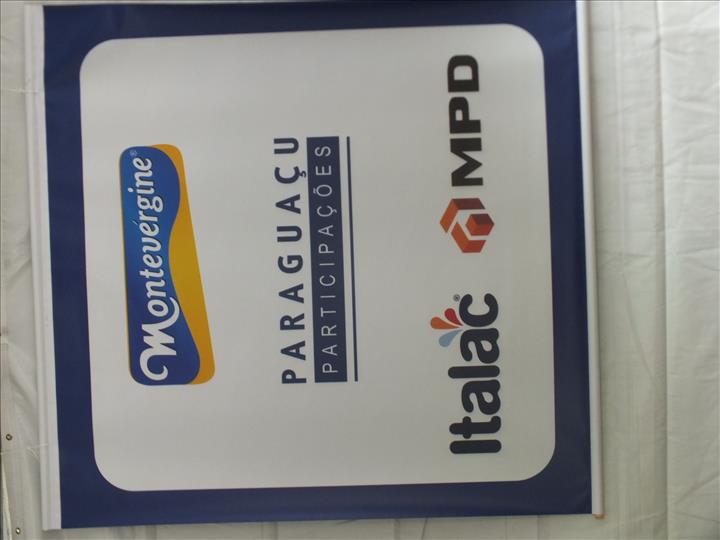 Montevérgine®
PARAGUAÇU
PARTICIPAÇÕES
Italac® MPD